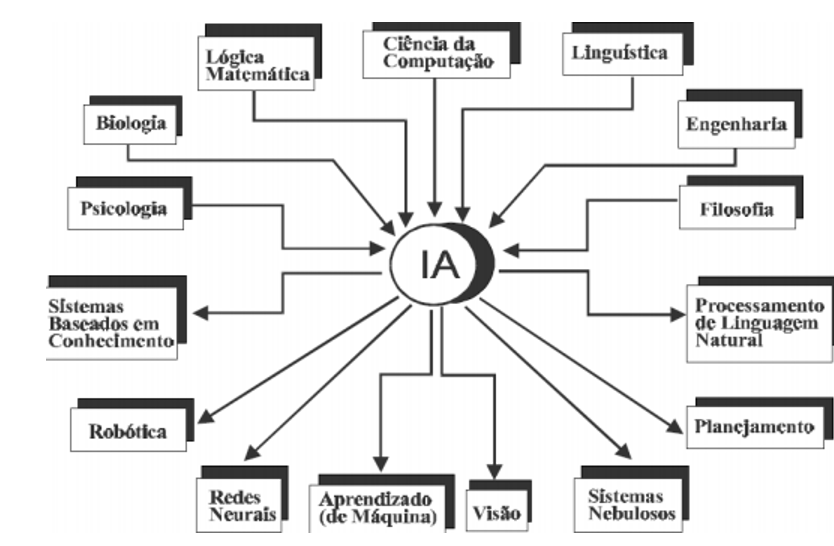 Lógica
Matemática
Ciência da
Computação
Linguística
Biologia
Engenharia
Psicologia
Filosofia
IA
Sistemas
Baseados em
Conhecimento
Processamento
de Linguagem
Natural
Robótica
Planejamento
Redes
Neurais
Aprendizado
(de Máquina)
Visão
Sistemas
Nebulosos